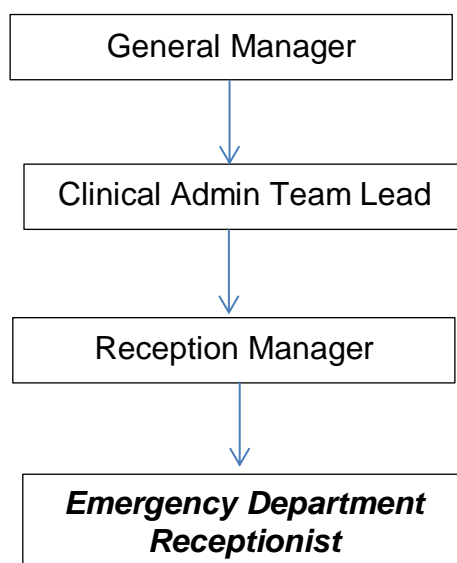 General Manager
Clinical Admin Team Lead
Reception Manager
Emergency Department
Receptionist